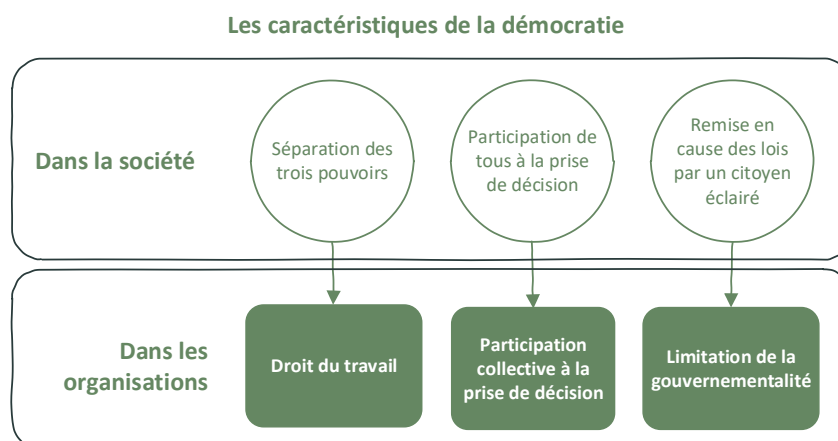 Les caractéristiques de la démocratie
Dans la société
Séparation des
trois pouvoirs
Participation de
tous à la prise
de décision
Remise en
cause des lois
par un citoyen
éclairé
Dans les
organisations
Droit du travail
Participation
collective à la
prise de décision
Limitation de la
gouvernementalité